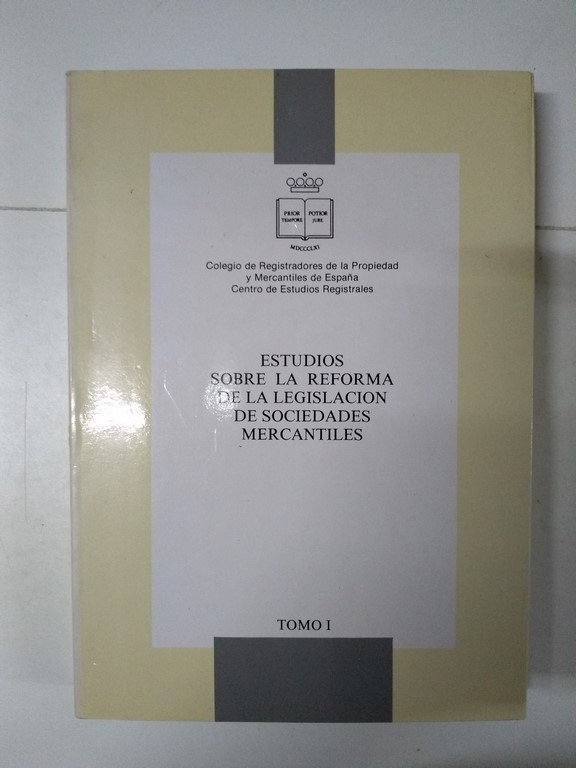 PRIOR POTIOR
TEMPORE JURE
MDCCCLXI
Colegio de Registradores de la Propiedad
y Mercantiles de España
Centro de Estudios Registrales
ESTUDIOS
SOBRE LA REFORMA
DE LA LEGISLACION
DE SOCIEDADES
MERCANTILES
TOMO I